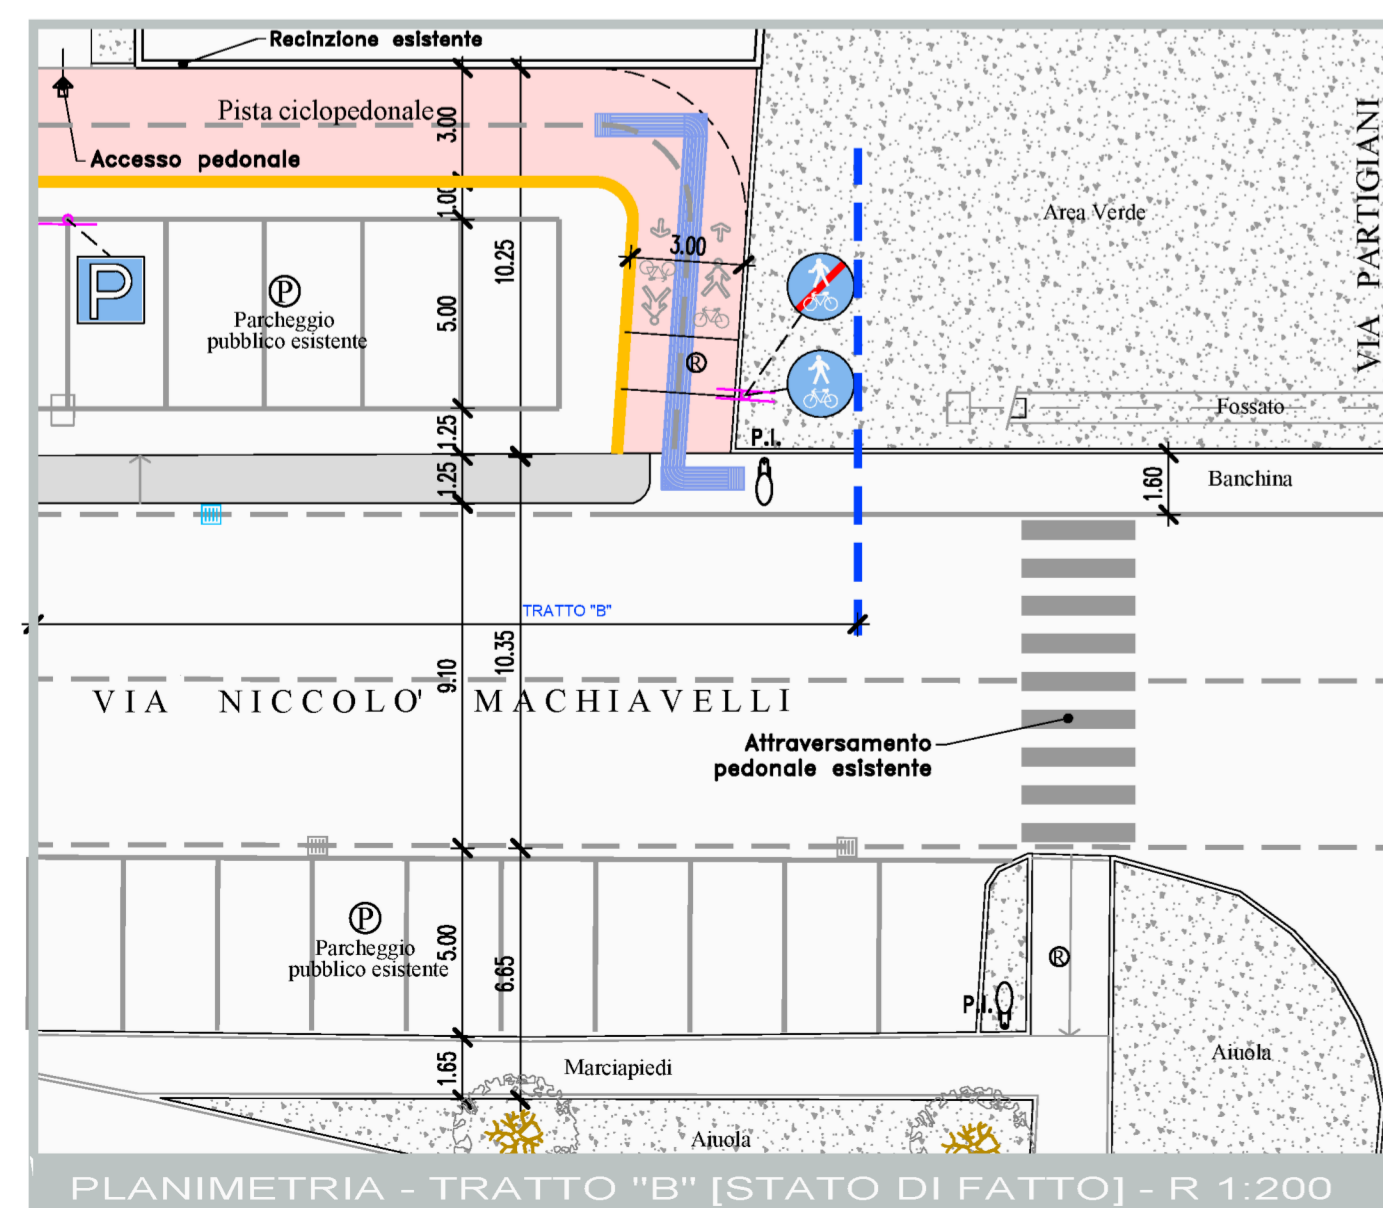 Recinzione esistente
Pista ciclopedonale
3.00
Accesso pedonale
1.00
VIA PARTIGIANI
Area Verde
3.00
10.25
P
P
Parcheggio
pubblico esistente
5.00
R
Fossato
1.25
P.I.
1.25
Banchina
1.60
TRATTO "B"
9.10
10.35
VIA NICCOLO' MACHIAVELLI
Attraversamento
pedonale esistente
P
Parcheggio
pubblico esistente
5.00
6.65
R
P.I.
Aiuola
Marciapiedi
1.65
Aiuola
PLANIMETRIA - TRATTO "B" [STATO DI FATTO] - R 1:200